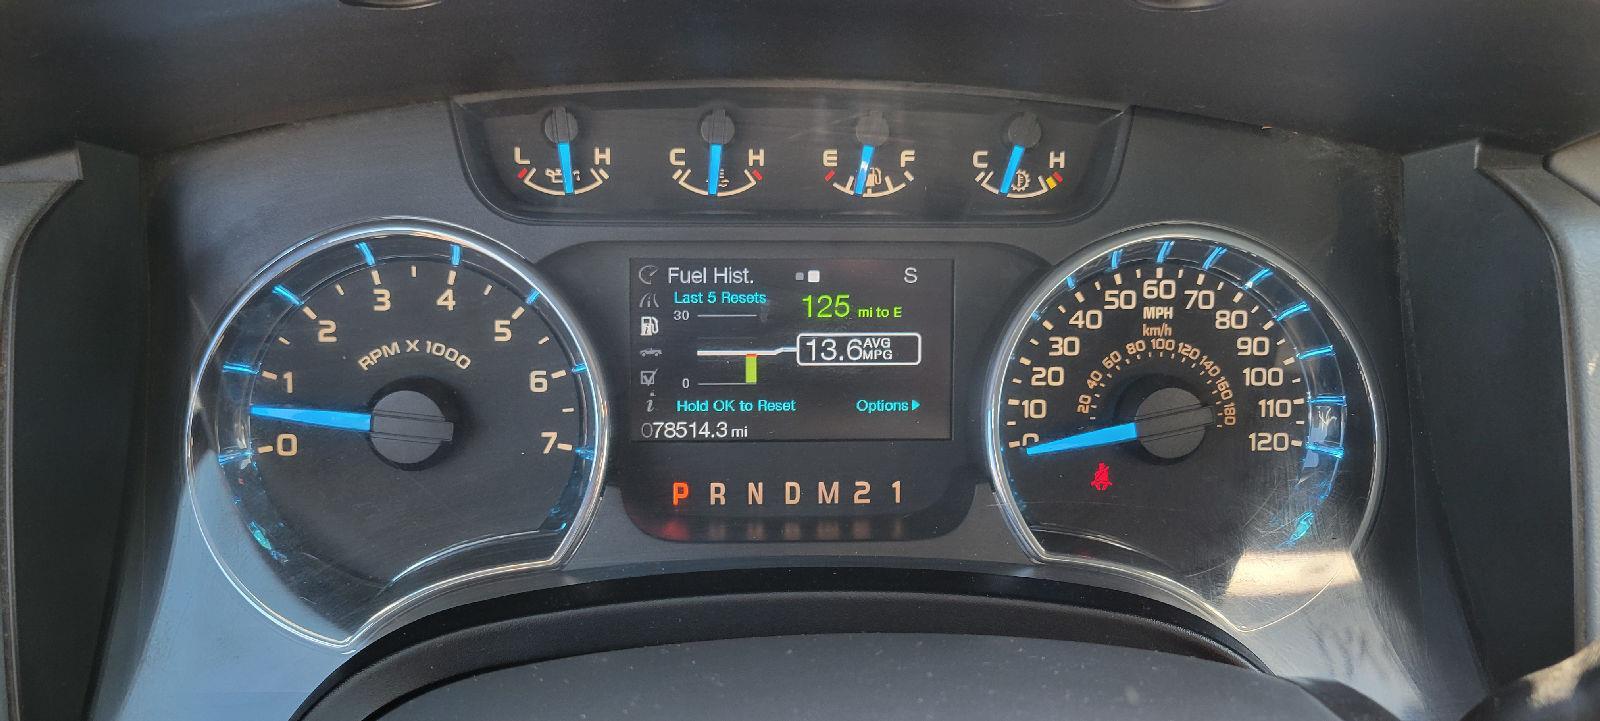 L H
C H
E F
C H
0 1 2 3 4 5 6 7
RPM X 1000
Fuel Hist. S
Last 5 Resets
125 mi to E
30
13.6 AVG MPG
0
Hold OK to Reset Options
078514.3 mi
P R N D M 2 1
0 10 20 30 40 50 60 70 80 90 100 110 120
MPH
km/h
20 40 60 80 100 120 140 160 180